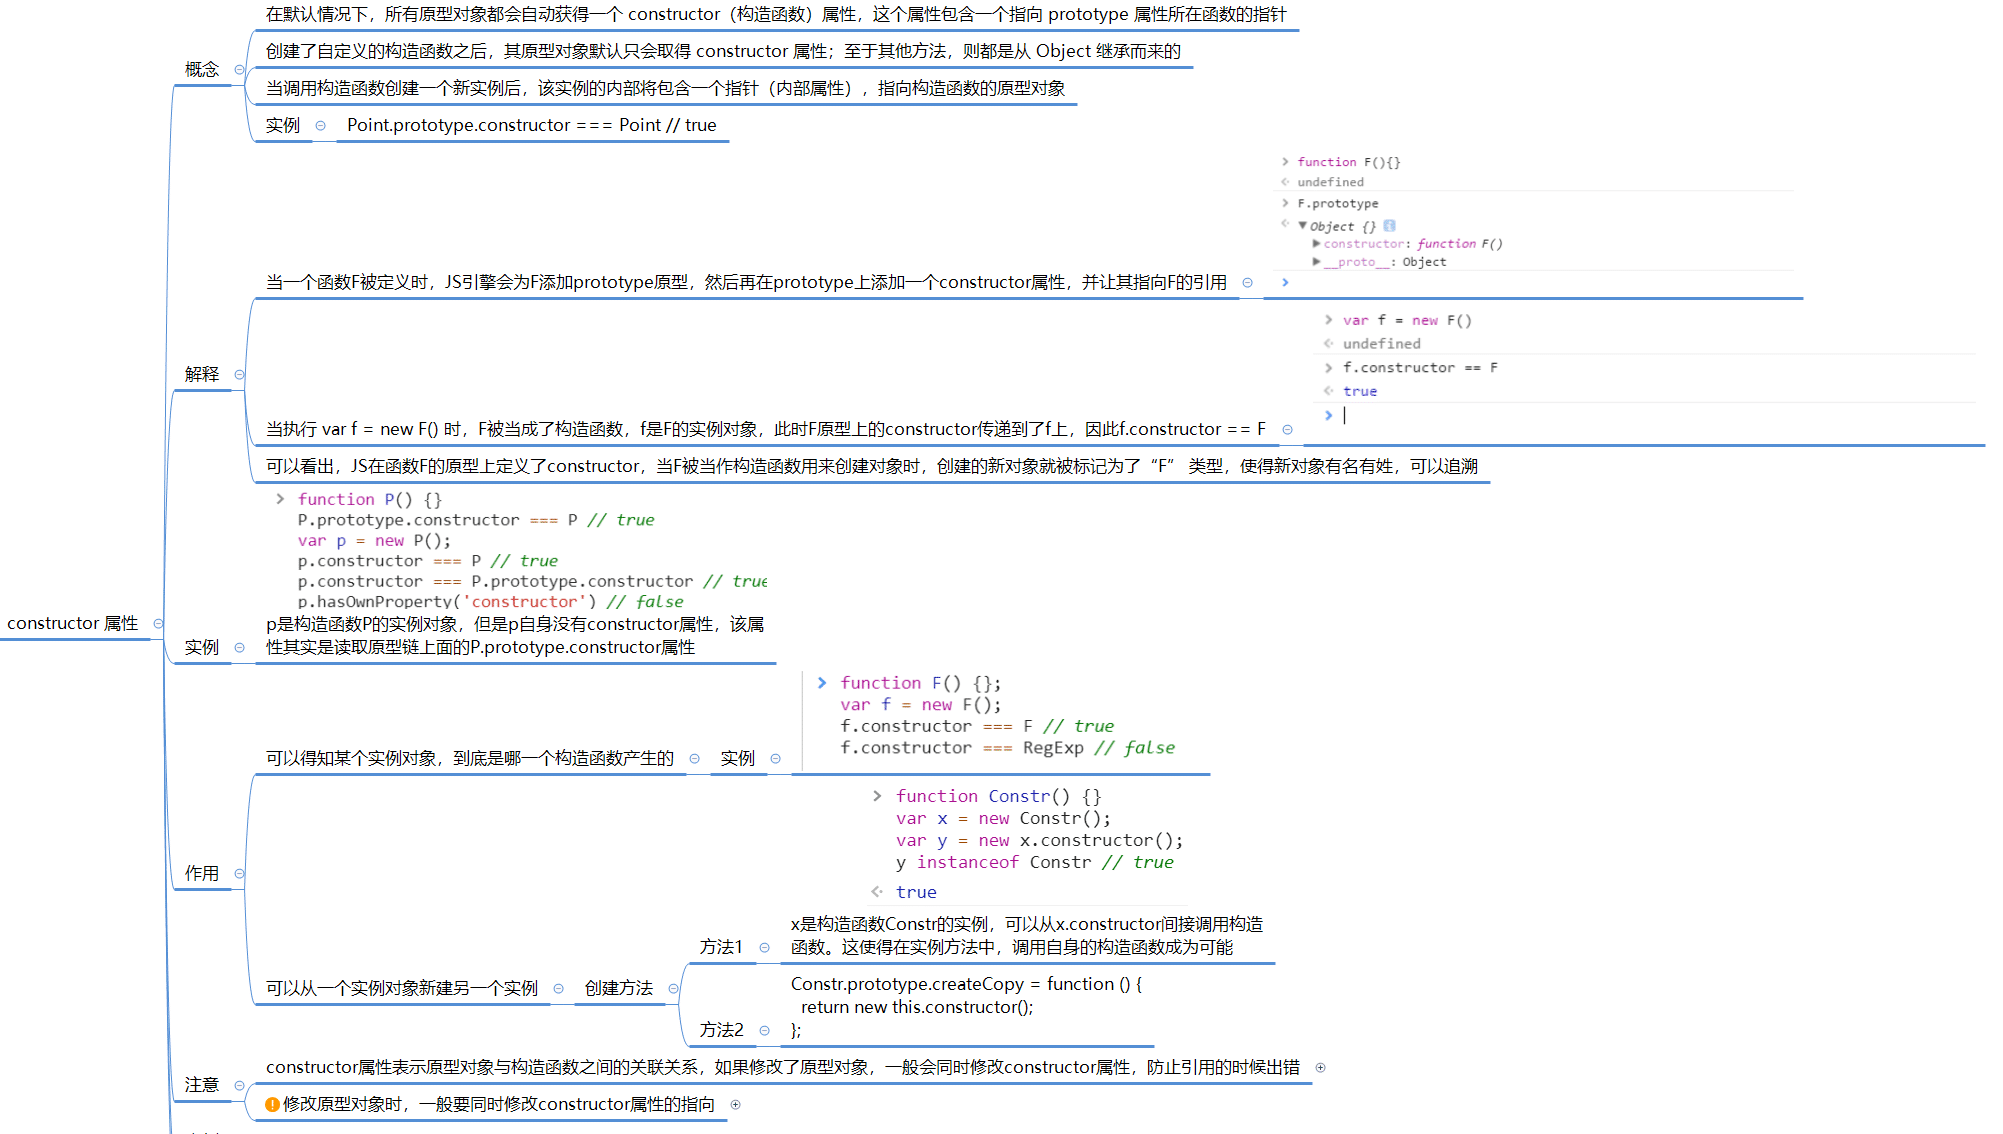 constructor 属性
概念
在默认情况下，所有原型对象都会自动获得一个 constructor（构造函数）属性，这个属性包含一个指向 prototype 属性所在函数的指针
创建了自定义的构造函数之后，其原型对象默认只会取得 constructor 属性；至于其他方法，则都是从 Object 继承而来的
当调用构造函数创建一个新实例后，该实例的内部将包含一个指针（内部属性），指向构造函数的原型对象
实例
Point.prototype.constructor === Point // true
解释
当一个函数F被定义时，JS引擎会为F添加prototype原型，然后再在prototype上添加一个constructor属性，并让其指向F的引用
function F(){}
undefined
F.prototype
Object {}
constructor: function F()
__proto__: Object
当执行 var f = new F() 时，F被当成了构造函数，f是F的实例对象，此时F原型上的constructor传递到了f上，因此f.constructor == F
var f = new F()
undefined
f.constructor == F
true
可以看出，JS在函数F的原型上定义了constructor，当F被当作构造函数用来创建对象时，创建的新对象就被标记为了“F” 类型，使得新对象有名有姓，可以追溯
实例
function P() {}
P.prototype.constructor === P // true
var p = new P();
p.constructor === P // true
p.constructor === P.prototype.constructor // true
p.hasOwnProperty('constructor') // false
p是构造函数P的实例对象，但是p自身没有constructor属性，该属
性其实是读取原型链上面的P.prototype.constructor属性
作用
可以得知某个实例对象，到底是哪一个构造函数产生的
实例
function F() {};
var f = new F();
f.constructor === F // true
f.constructor === RegExp // false
可以从一个实例对象新建另一个实例
创建方法
方法1
function Constr() {}
var x = new Constr();
var y = new x.constructor();
y instanceof Constr // true
true
x是构造函数Constr的实例，可以从x.constructor间接调用构造
函数。这使得在实例方法中，调用自身的构造函数成为可能
方法2
Constr.prototype.createCopy = function () {
return new this.constructor();
};
注意
constructor属性表示原型对象与构造函数之间的关联关系，如果修改了原型对象，一般会同时修改constructor属性，防止引用的时候出错
修改原型对象时，一般要同时修改constructor属性的指向